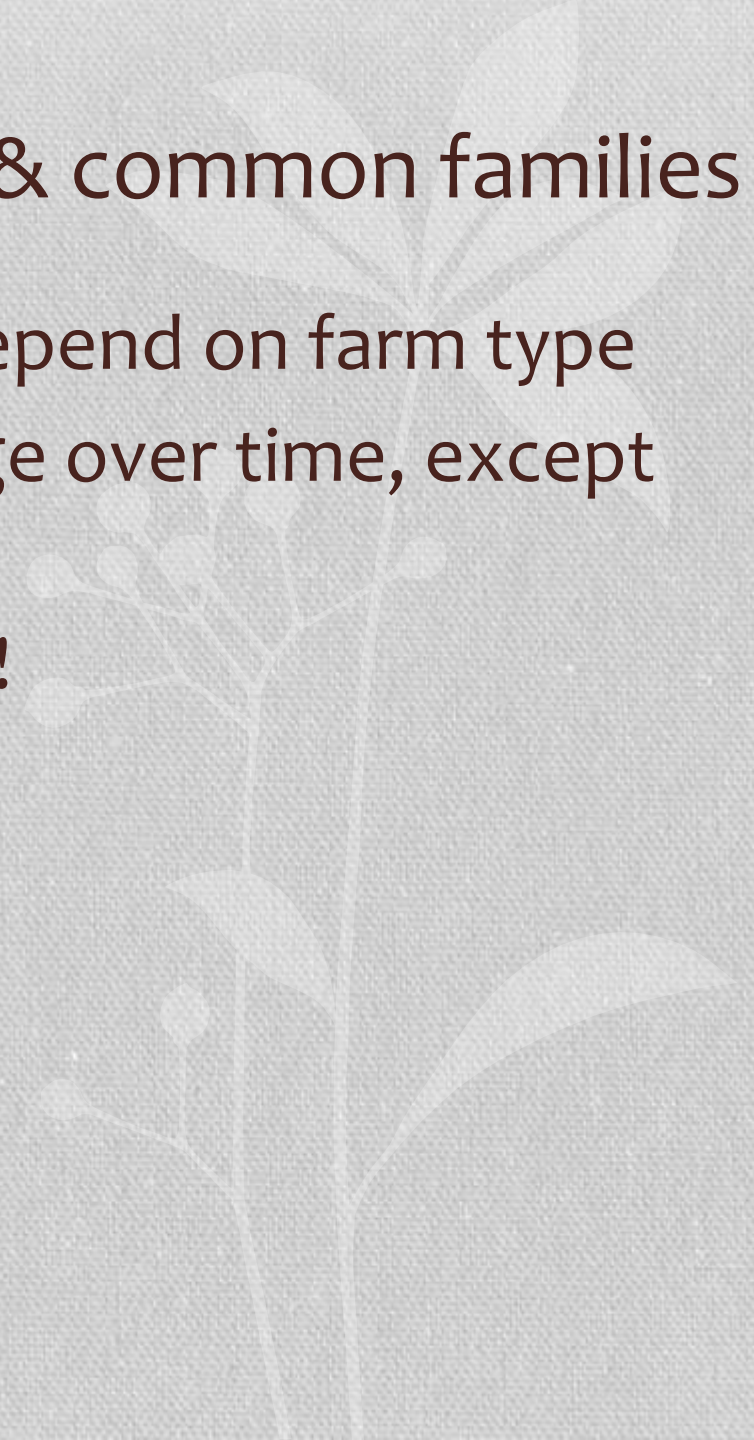 & common families
epend on farm type
ge over time, except
!